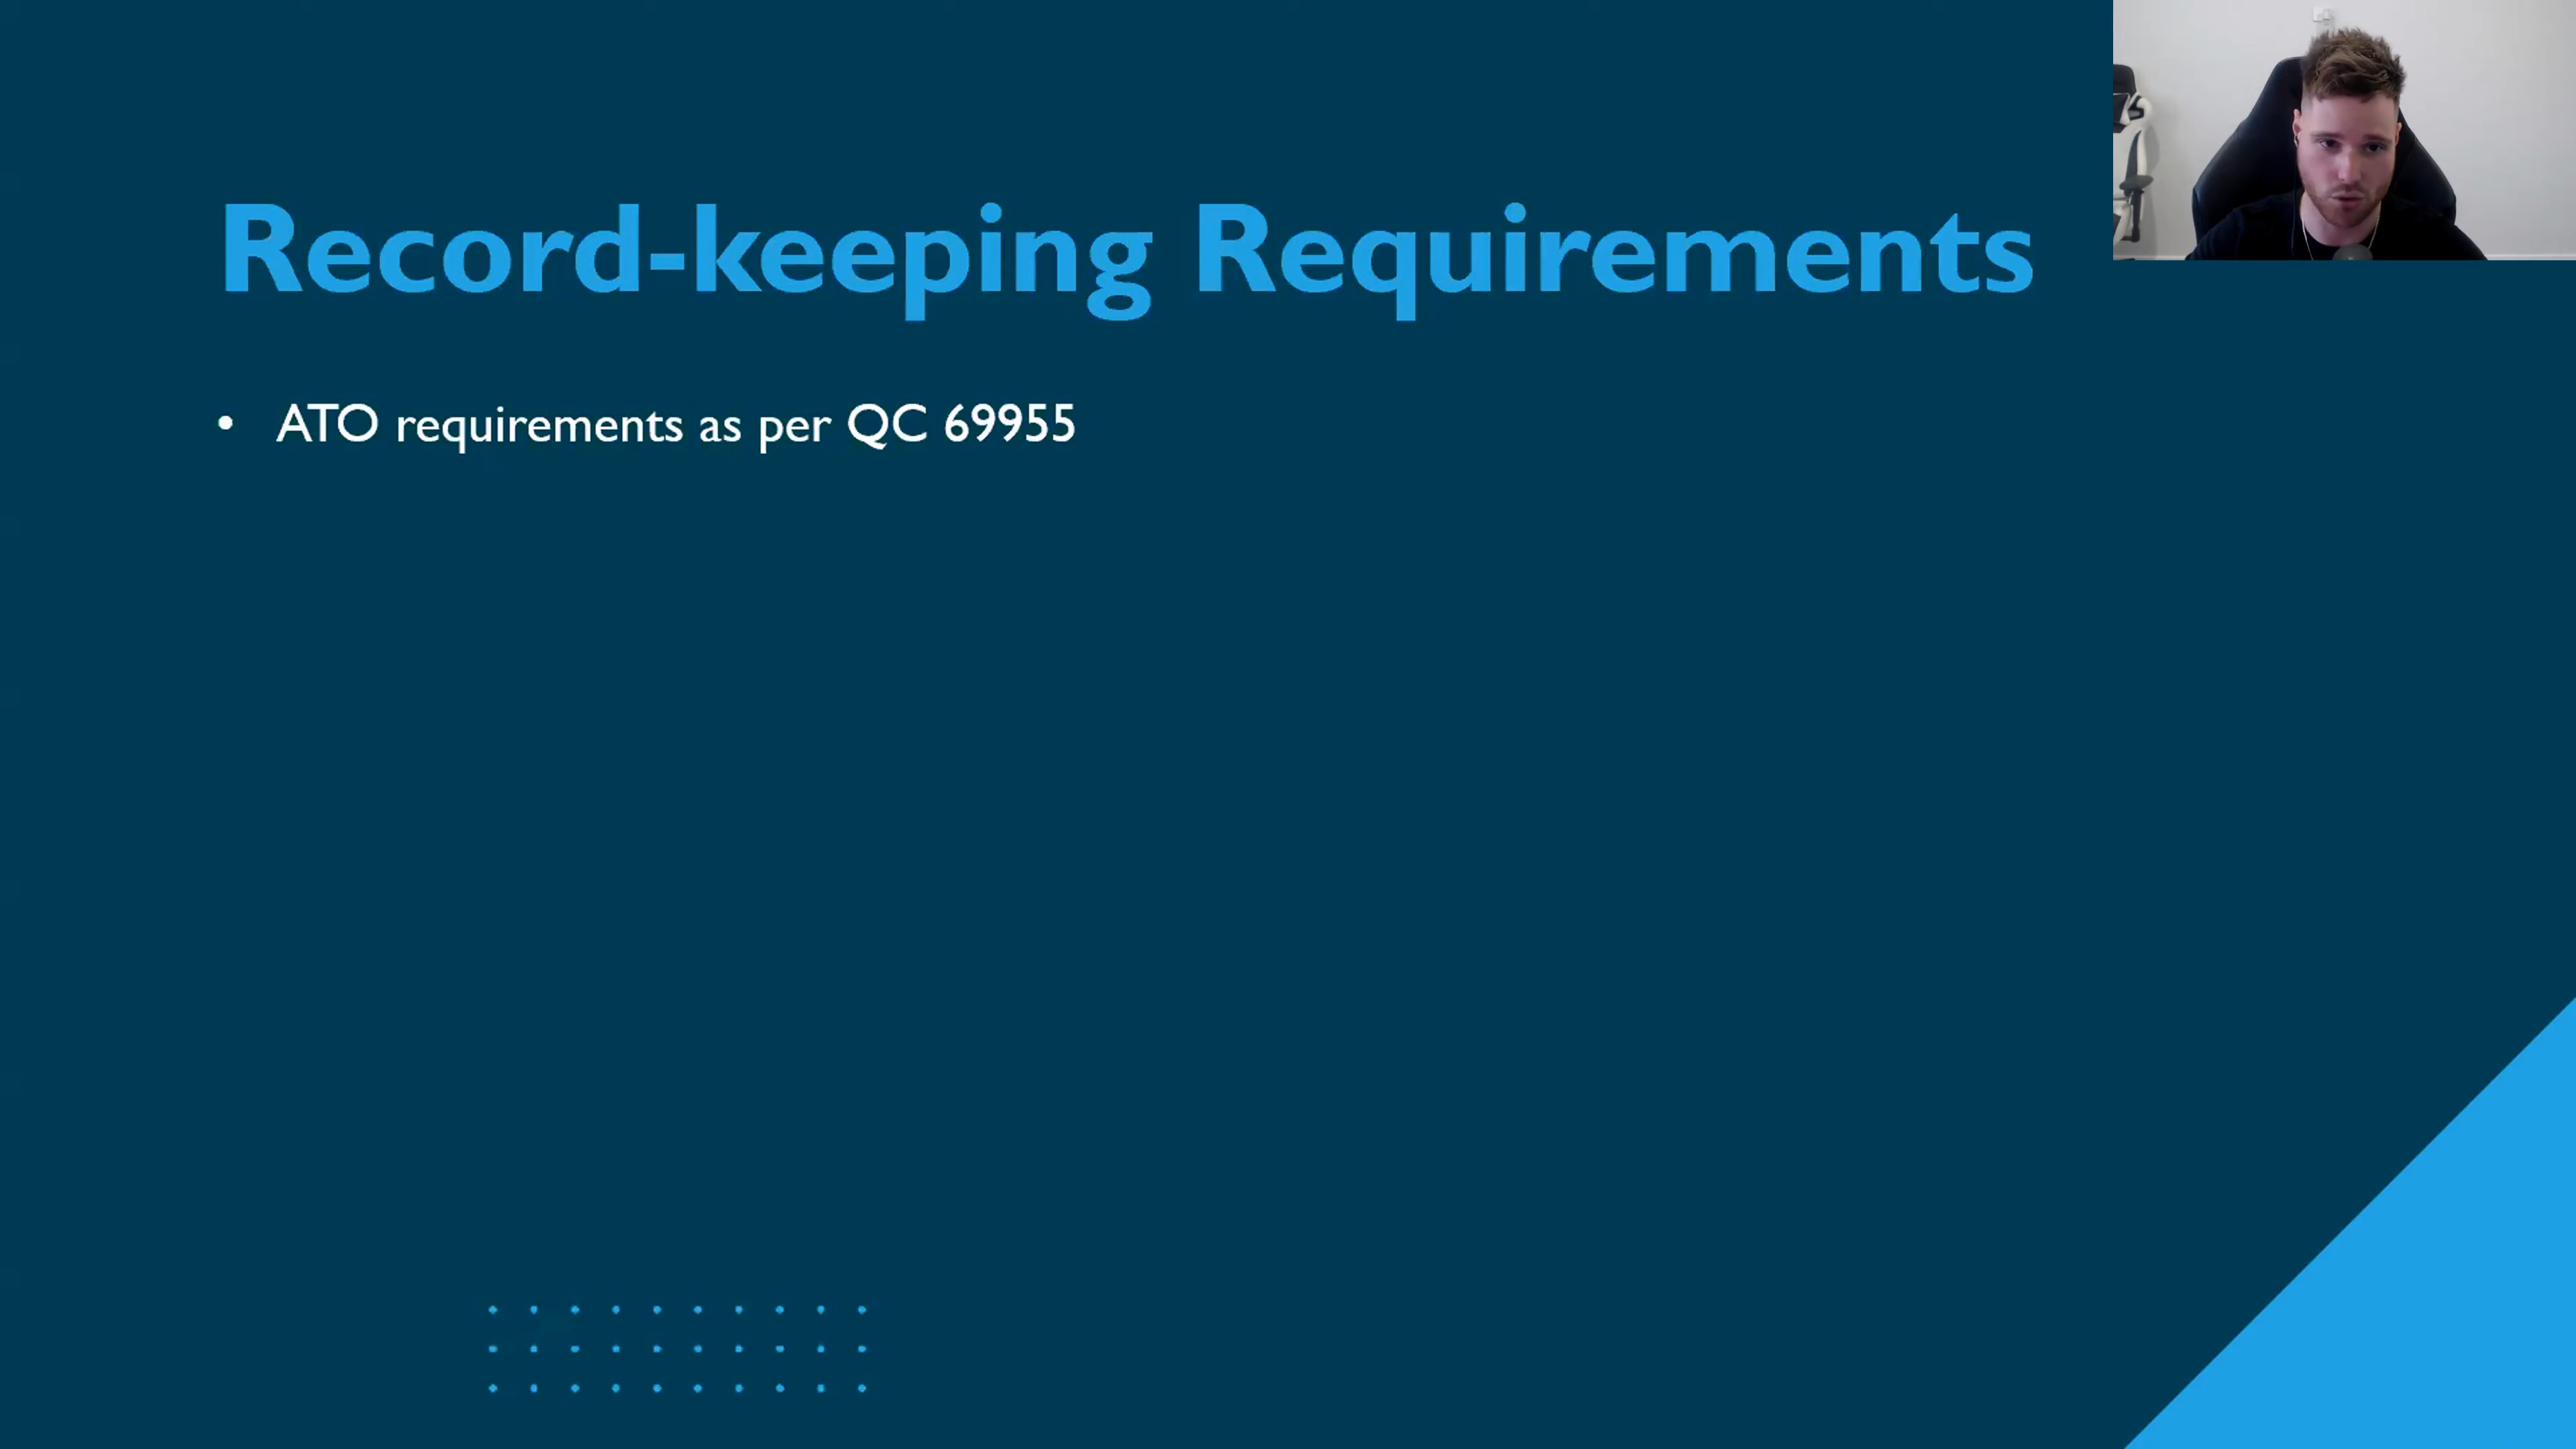 Record-keeping Requirements
• ATO requirements as per QC 69955